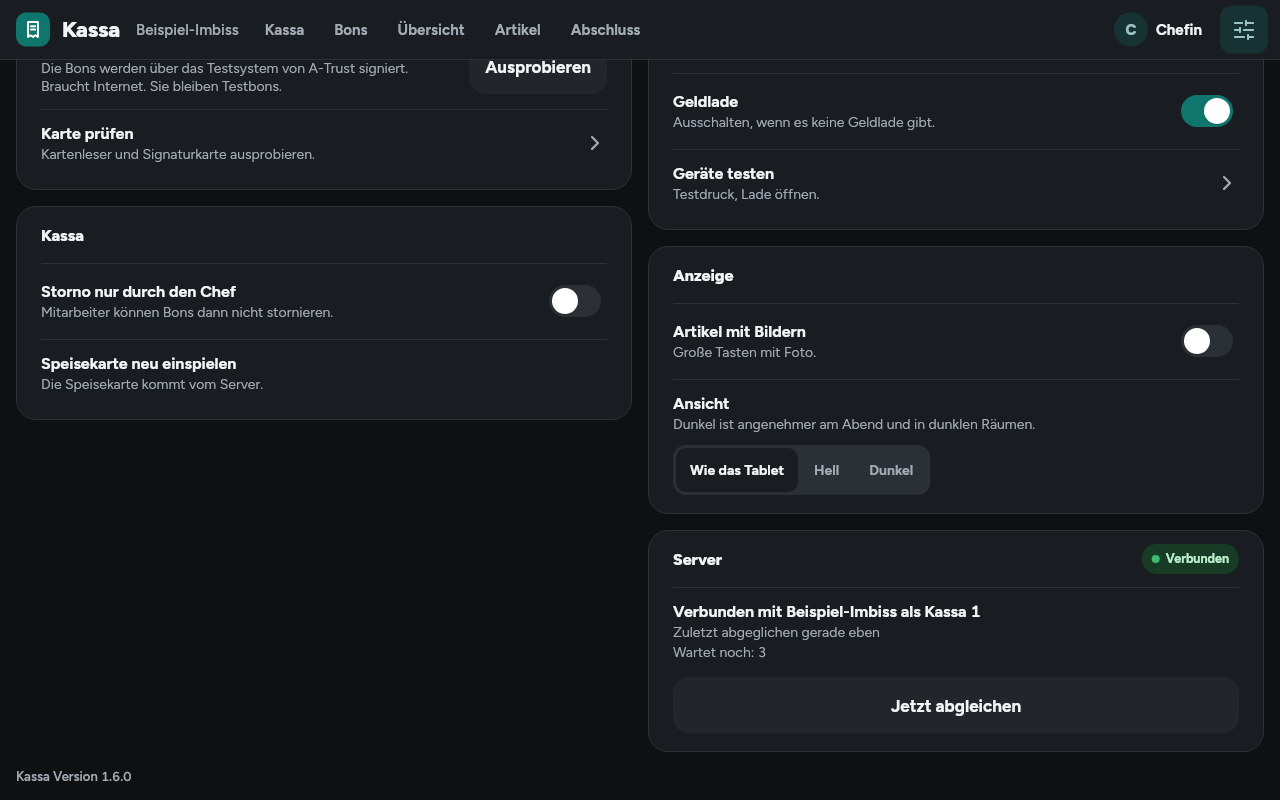 Kassa
Beispiel-Imbiss
Kassa
Bons
Übersicht
Artikel
Abschluss
C
Chefin
Die Bons werden über das Testsystem von A-Trust signiert.
Braucht Internet. Sie bleiben Testbons.
Ausprobieren
Karte prüfen
Kartenleser und Signaturkarte ausprobieren.
Kassa
Storno nur durch den Chef
Mitarbeiter können Bons dann nicht stornieren.
Speisekarte neu einspielen
Die Speisekarte kommt vom Server.
Geldlade
Ausschalten, wenn es keine Geldlade gibt.
Geräte testen
Testdruck, Lade öffnen.
Anzeige
Artikel mit Bildern
Große Tasten mit Foto.
Ansicht
Dunkel ist angenehmer am Abend und in dunklen Räumen.
Wie das Tablet
Hell
Dunkel
Server
Verbunden
Verbunden mit Beispiel-Imbiss als Kassa 1
Zuletzt abgeglichen gerade eben
Wartet noch: 3
Jetzt abgleichen
Kassa Version 1.6.0